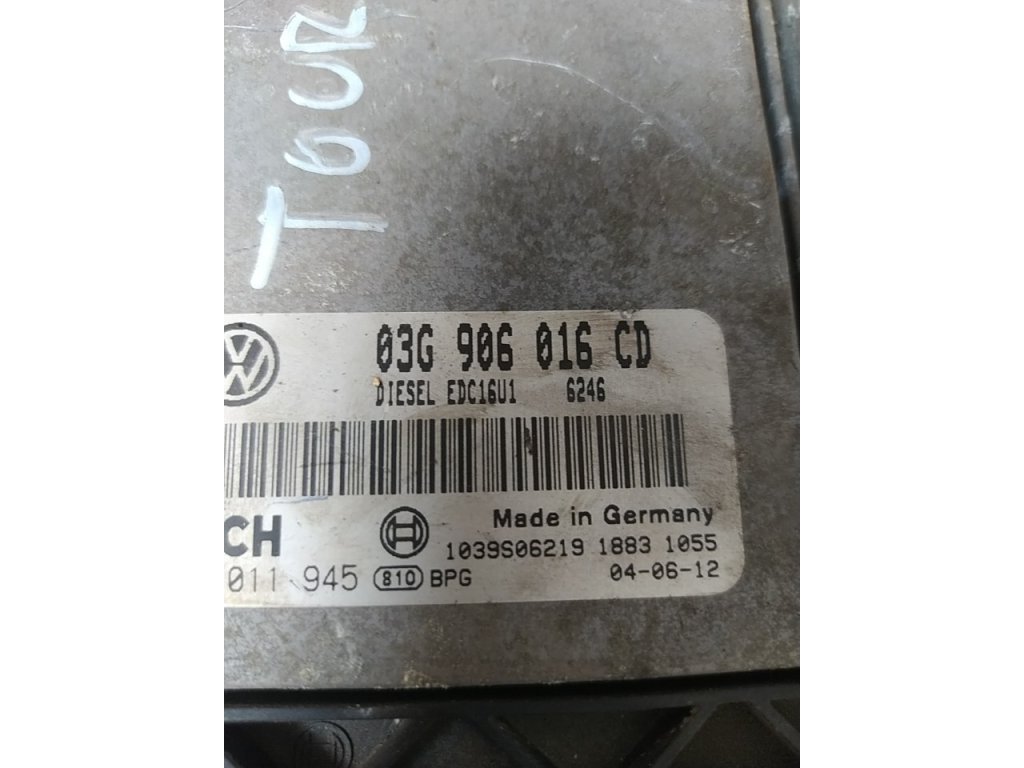 TOUR
03G 906 016 CD
DIESEL EDC16U1 6246
CH
Made in Germany
1039S06219 1883 1055
011 945 810 BPG
04-06-12